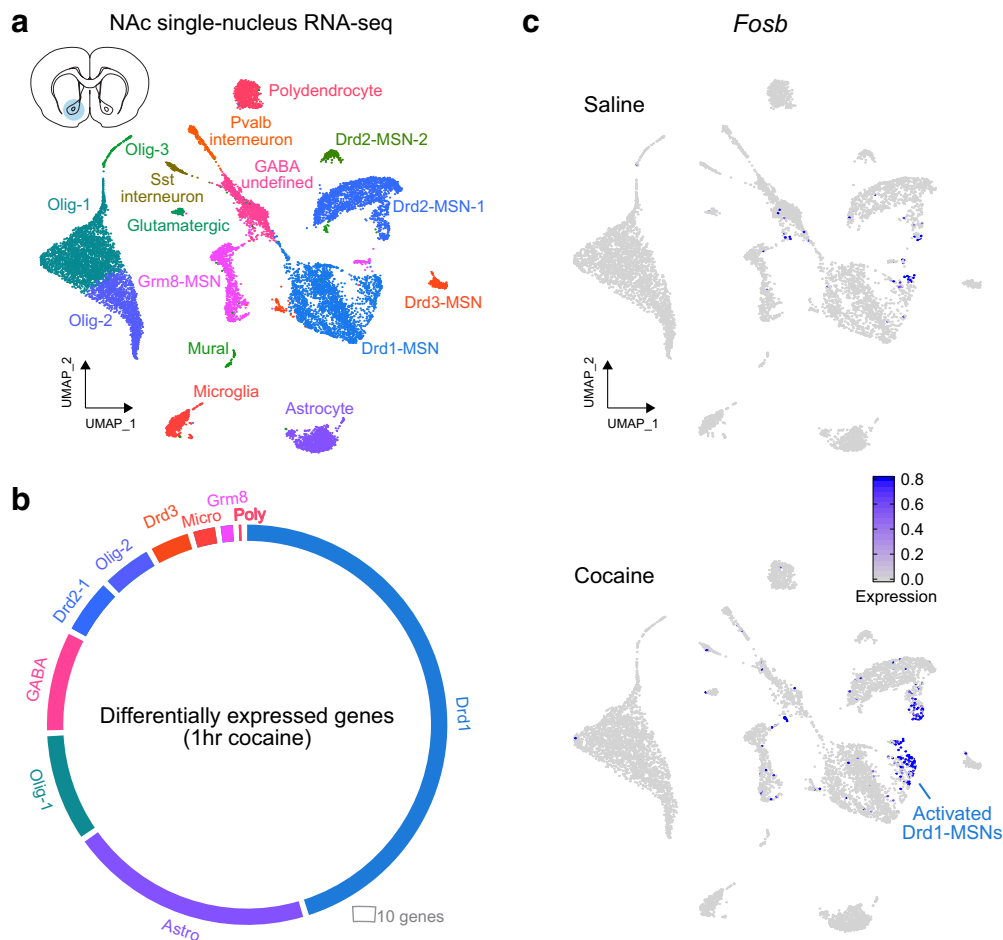 a
NAc single-nucleus RNA-seq
Polydendrocyte
Pvalb
interneuron
Olig-3
Drd2-MSN-2
Sst
interneuron
GABA
undefined
Olig-1
Drd2-MSN-1
Glutamatergic
Grm8-MSN
Drd3-MSN
Olig-2
Drd1-MSN
Mural
UMAP_2
UMAP_1
Microglia
Astrocyte
b
Drd3
Micro
Grm8
Poly
Olig-2
Drd2-1
GABA
Drd1
Differentially expressed genes
(1hr cocaine)
Olig-1
Astro
10 genes
c
Fosb
Saline
UMAP_2
UMAP_1
0.8
0.6
0.4
0.2
0.0
Expression
Cocaine
Activated
Drd1-MSNs